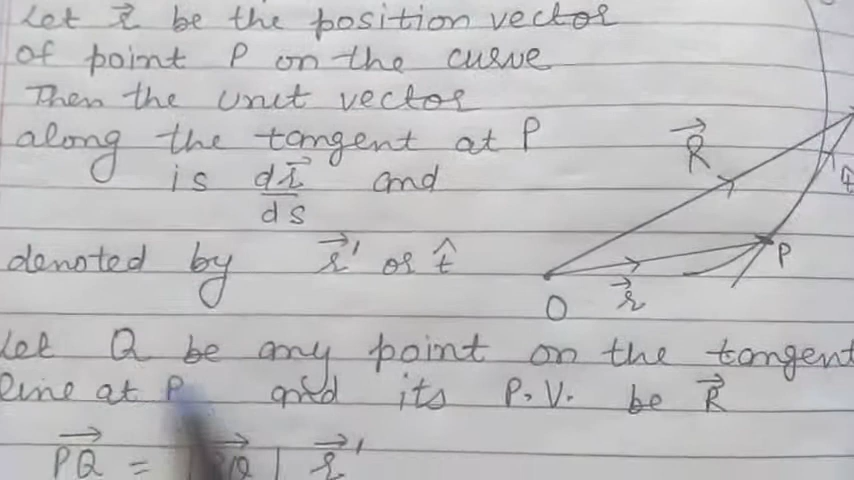 Let r⃗ be the position vector
of point P on the curve
Then the unit vector
along the tangent at P
is dr⃗/ds and
denoted by r⃗' or t̂
Let Q be any point on the tangent
line at P and its P.V. be R⃗
PQ⃗ = |PQ⃗| r⃗'
R⃗
t̂
P
O
r⃗